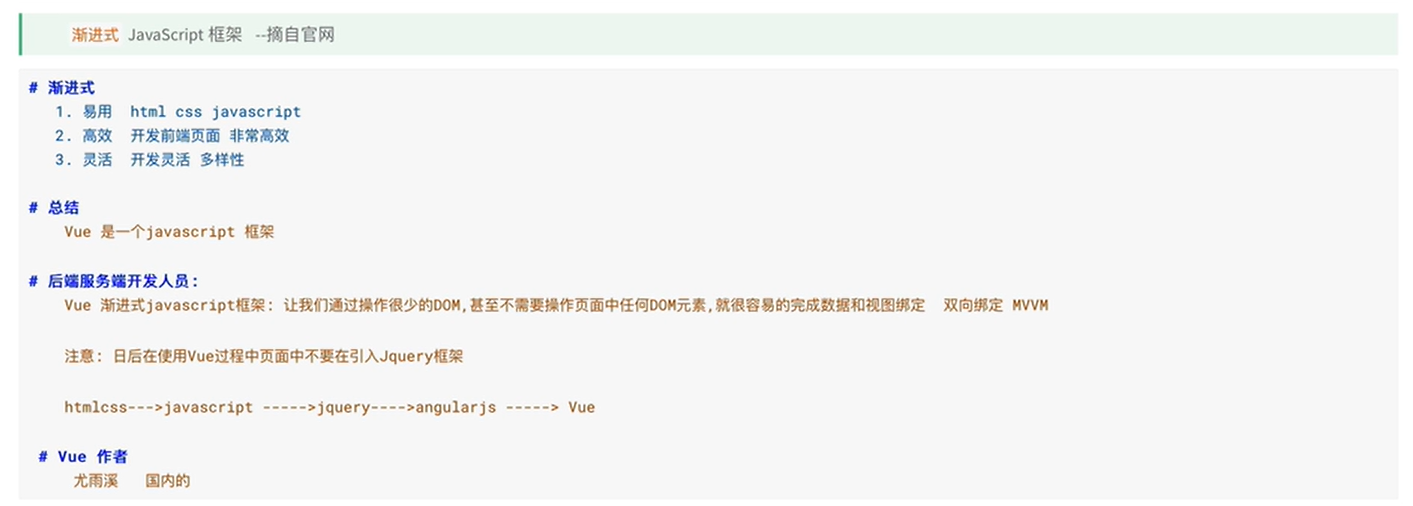 渐进式 JavaScript 框架 --摘自官网
# 渐进式
1. 易用 html css javascript
2. 高效 开发前端页面 非常高效
3. 灵活 开发灵活 多样性
# 总结
Vue 是一个javascript 框架
# 后端服务端开发人员:
Vue 渐进式javascript框架: 让我们通过操作很少的DOM,甚至不需要操作页面中任何DOM元素,就很容易的完成数据和视图绑定 双向绑定 MVVM
注意: 日后在使用Vue过程中页面中不要在引入Jquery框架
htmlcss--->javascript ----->jquery---->angularjs -----> Vue
# Vue 作者
尤雨溪 国内的